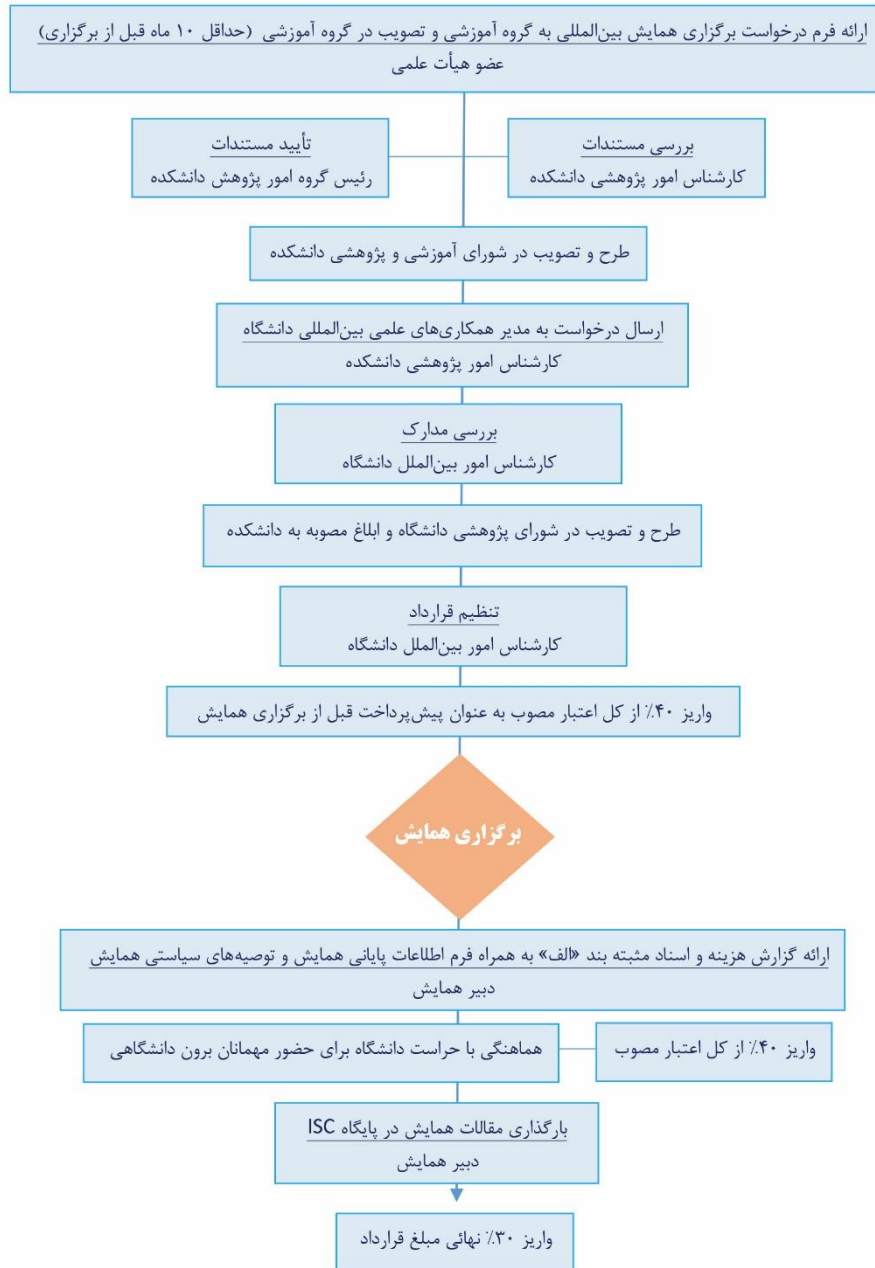 ارائه فرم درخواست برگزاری همایش بین‌المللی به گروه آموزشی و تصویب در گروه آموزشی (حداقل ۱۰ ماه قبل از برگزاری)
عضو هیأت علمی
بررسی مستندات
کارشناس امور پژوهشی دانشکده
تأیید مستندات
رئیس گروه امور پژوهش دانشکده
طرح و تصویب در شورای آموزشی و پژوهشی دانشکده
ارسال درخواست به مدیر همکاری‌های علمی بین‌المللی دانشگاه
کارشناس امور پژوهشی دانشکده
بررسی مدارک
کارشناس امور بین‌الملل دانشگاه
طرح و تصویب در شورای پژوهشی دانشگاه و ابلاغ مصوبه به دانشکده
تنظیم قرارداد
کارشناس امور بین‌الملل دانشگاه
واریز ۴۰٪ از کل اعتبار مصوب به عنوان پیش‌پرداخت قبل از برگزاری همایش
برگزاری همایش
ارائه گزارش هزینه و اسناد مثبته بند «الف» به همراه فرم اطلاعات پایانی همایش و توصیه‌های سیاستی همایش
دبیر همایش
واریز ۴۰٪ از کل اعتبار مصوب
هماهنگی با حراست دانشگاه برای حضور مهمانان برون دانشگاهی
بارگذاری مقالات همایش در پایگاه ISC
دبیر همایش
واریز ۳۰٪ نهائی مبلغ قرارداد